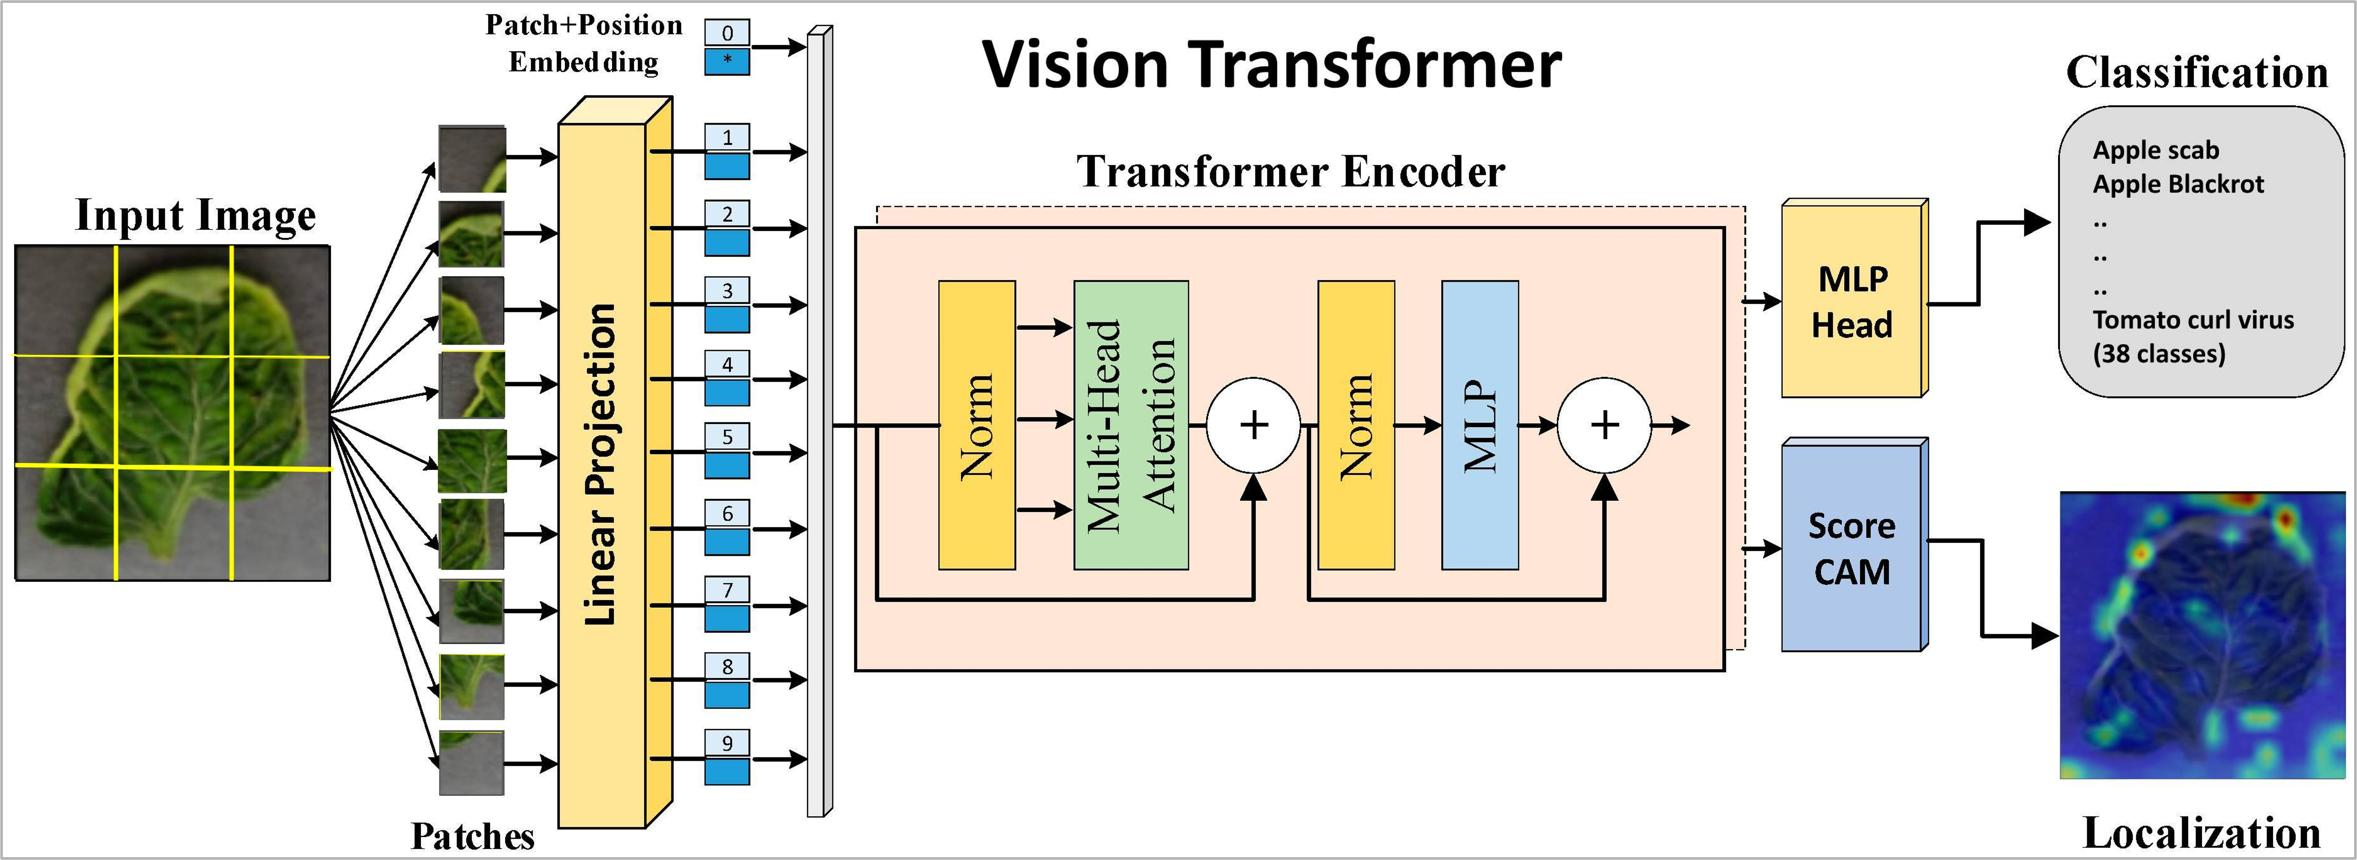 Patch+Position
Embedding
0
*
Vision Transformer
Classification
Input Image
Linear Projection
1
2
3
4
5
6
7
8
9
Patches
Transformer Encoder
Norm
Multi-Head
Attention
+
Norm
MLP
+
MLP
Head
Score
CAM
Apple scab
Apple Blackrot
..
..
..
Tomato curl virus
(38 classes)
Localization